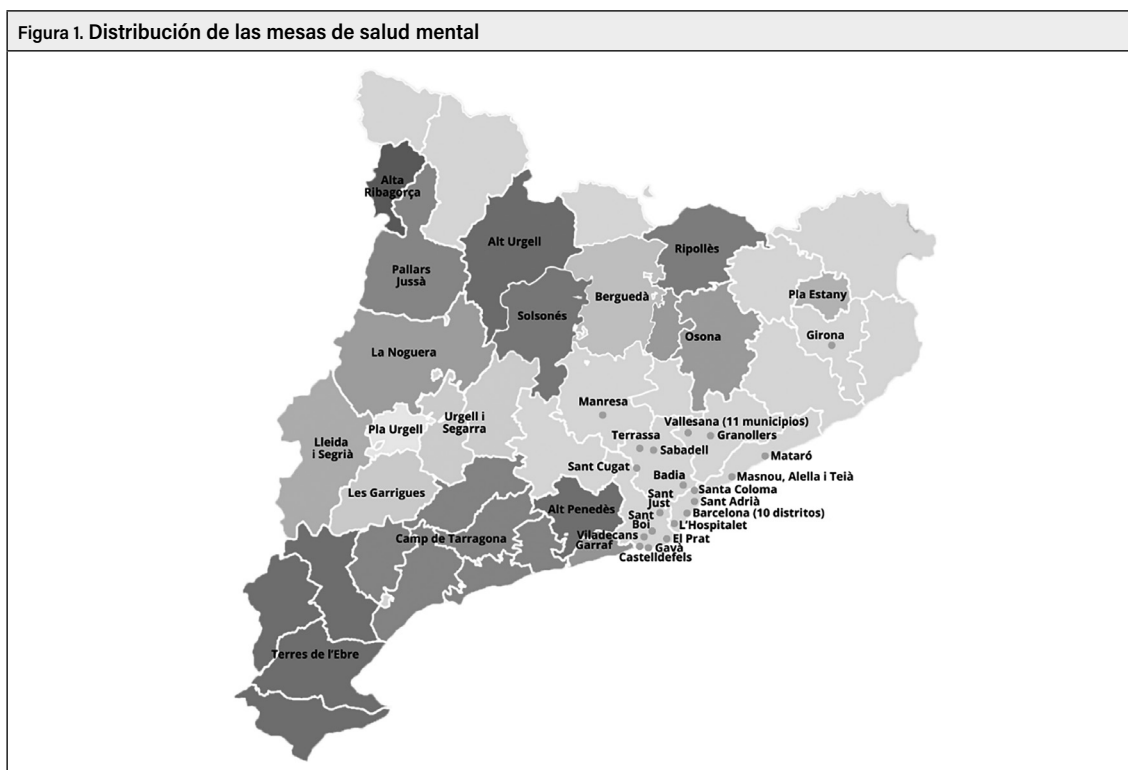 Figura 1. Distribución de las mesas de salud mental
Alta
Ribagorça
Alt Urgell
Ripollès
Pallars
Jussà
Pla Estany
Berguedà
Solsonés
Osona
Girona
La Noguera
Manresa
Urgell i
Segarra
Vallesana (11 municipios)
Pla Urgell
Terrassa
Granollers
Lleida
i Segrià
Sabadell
Mataró
Sant Cugat
Badia
Masnou, Alella i Teià
Les Garrigues
Sant
Just
Santa Coloma
Sant Adrià
Alt Penedès
Sant
Boi
Barcelona (10 distritos)
L'Hospitalet
Camp de Tarragona
Viladecans
El Prat
Garraf
Gavà
Castelldefels
Terres de l'Ebre